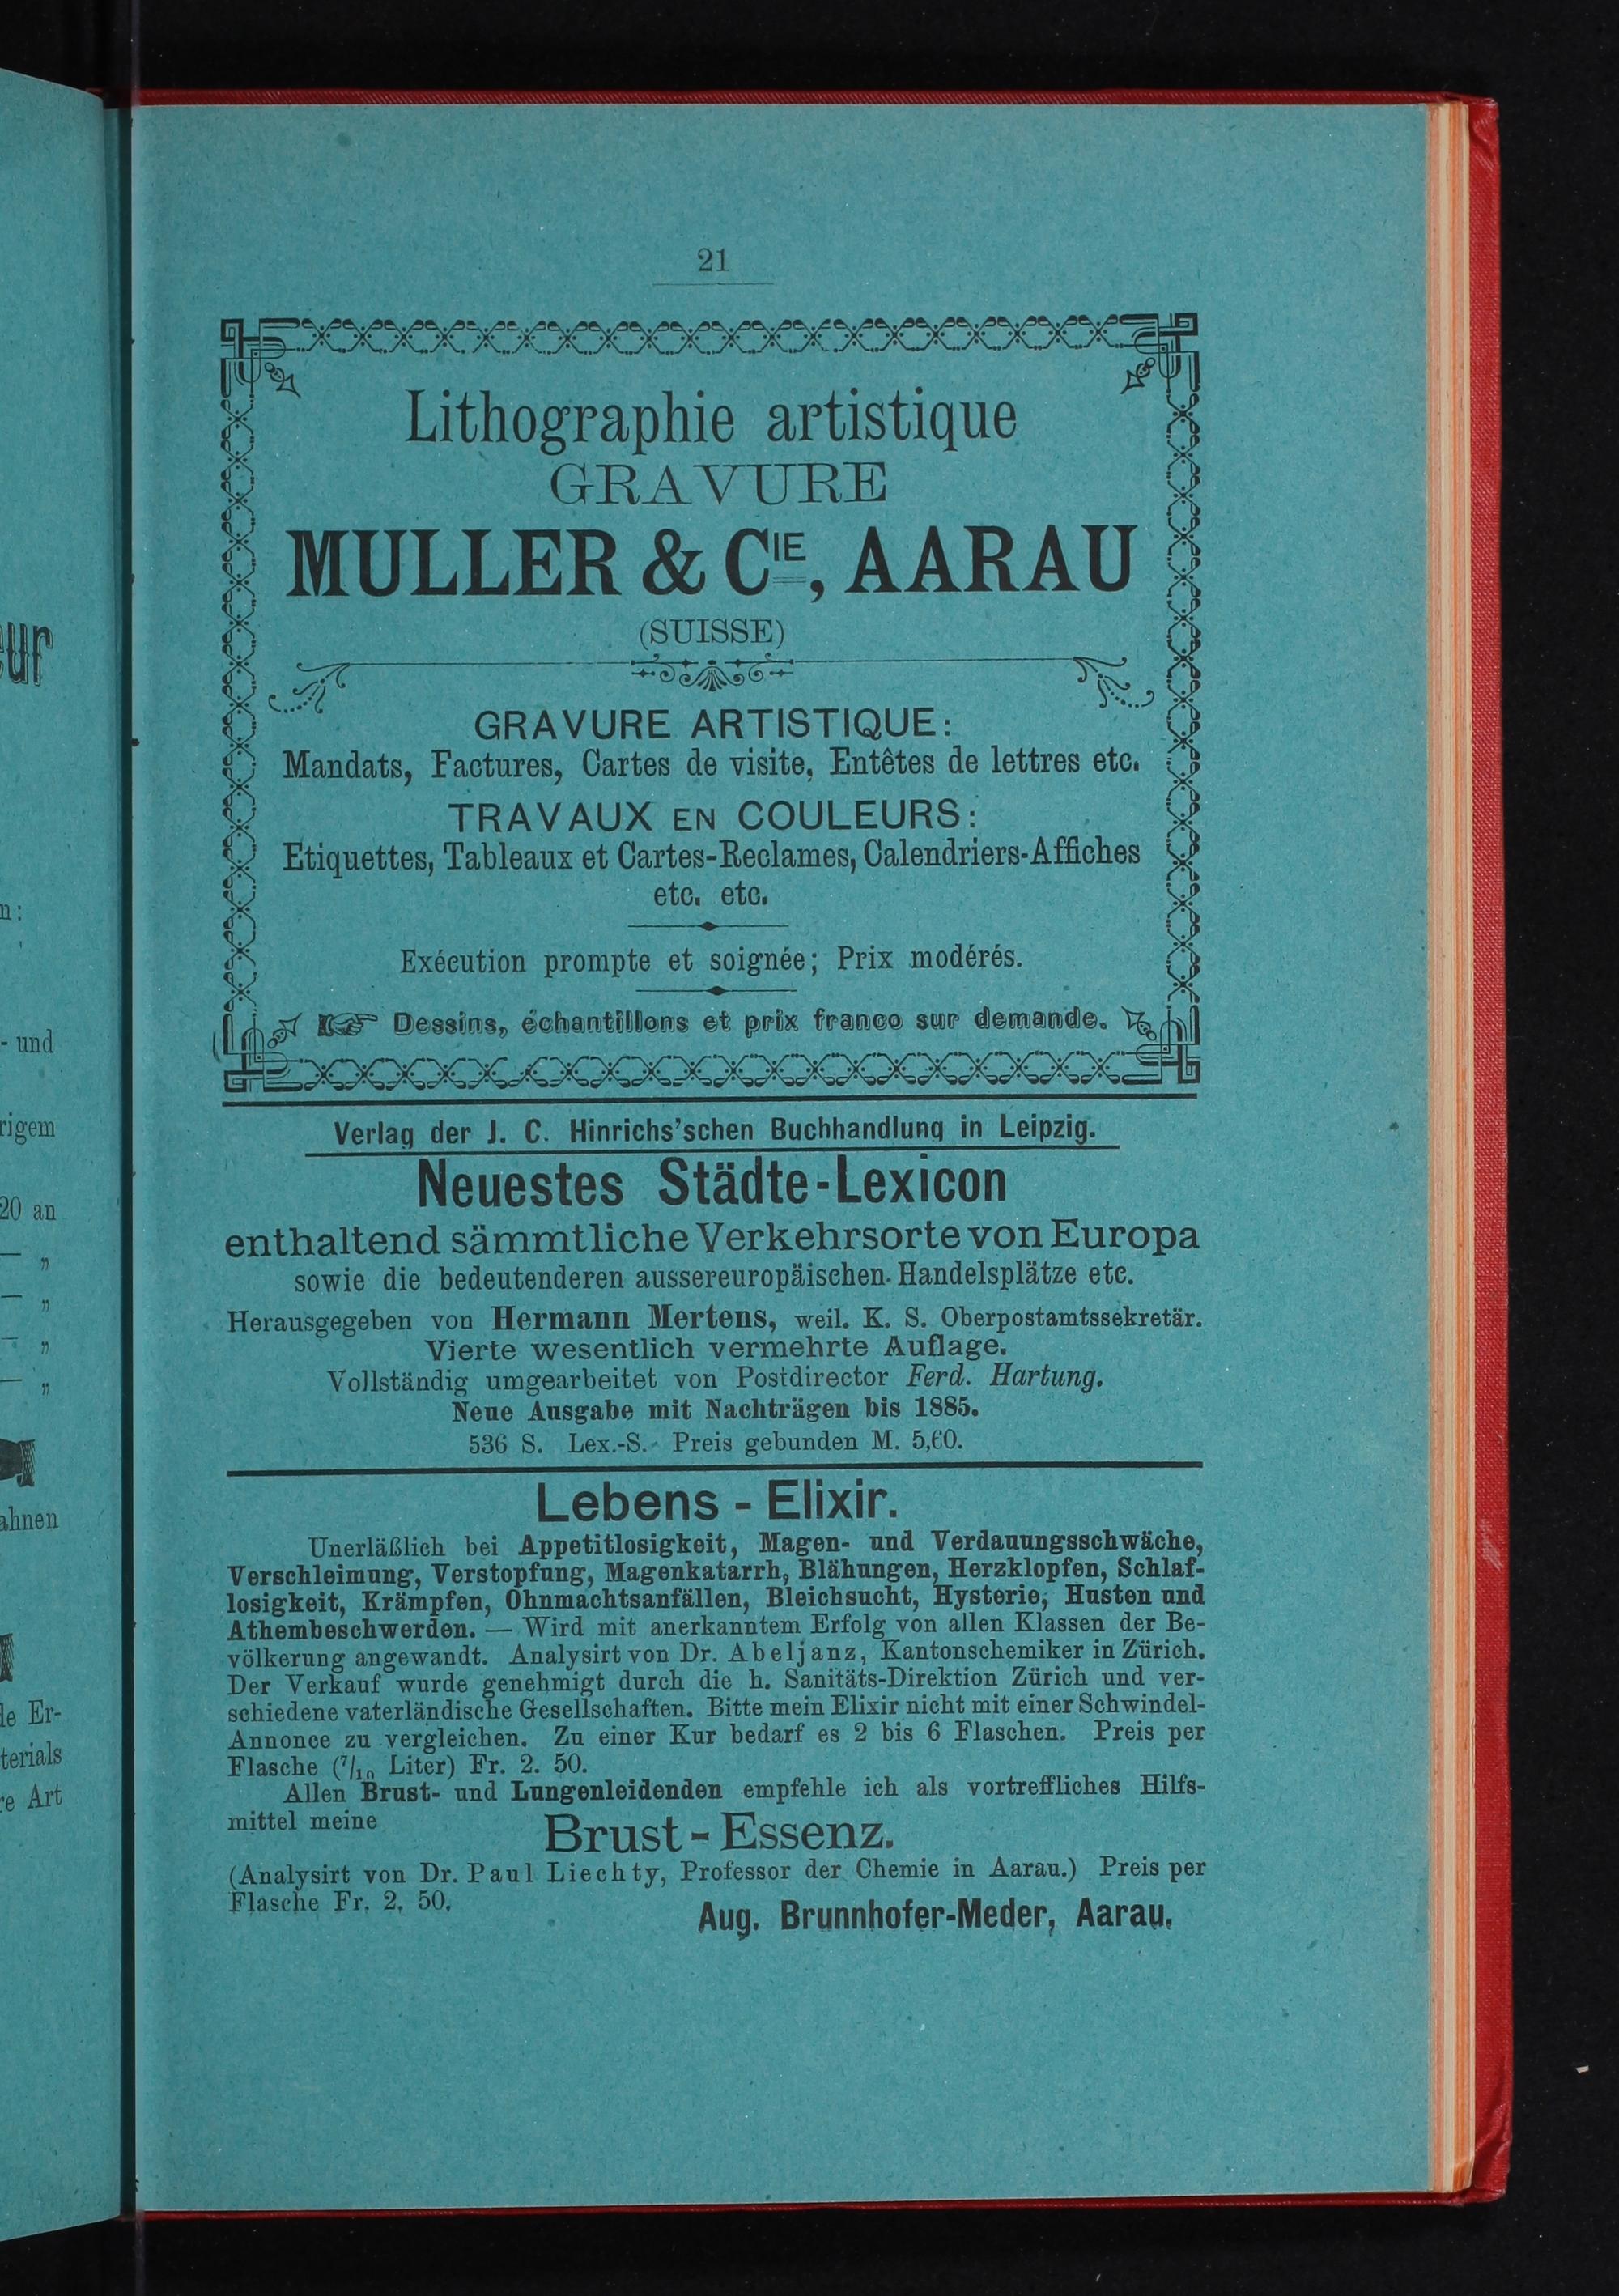 21
Lithographie artistique
GRAVURE
MULLER & CIE, AARAU
(SUISSE)
GRAVURE ARTISTIQUE:
Mandats, Factures, Cartes de visite, Entêtes de lettres etc.
TRAVAUX EN COULEURS:
Etiquettes, Tableaux et Cartes-Reclames, Calendriers-Affiches
etc. etc.
Exécution prompte et soignée; Prix modérés.
Dessins, échantillons et prix franco sur demande.
Verlag der J. C. Hinrichs'schen Buchhandlung in Leipzig.
Neuestes Städte-Lexicon
enthaltend sämmtliche Verkehrsorte von Europa
sowie die bedeutenderen aussereuropäischen Handelsplätze etc.
Herausgegeben von Hermann Mertens, weil. K. S. Oberpostamtssekretär.
Vierte wesentlich vermehrte Auflage.
Vollständig umgearbeitet von Postdirector Ferd. Hartung.
Neue Ausgabe mit Nachträgen bis 1885.
536 S. Lex.-S. Preis gebunden M. 5,60.
Lebens - Elixir.
Unerläßlich bei Appetitlosigkeit, Magen- und Verdauungsschwäche,
Verschleimung, Verstopfung, Magenkatarrh, Blähungen, Herzklopfen, Schlaf-
losigkeit, Krämpfen, Ohnmachtsanfällen, Bleichsucht, Hysterie, Husten und
Athembeschwerden. — Wird mit anerkanntem Erfolg von allen Klassen der Be-
völkerung angewandt. Analysirt von Dr. Abeljanz, Kantonschemiker in Zürich.
Der Verkauf wurde genehmigt durch die h. Sanitäts-Direktion Zürich und ver-
schiedene vaterländische Gesellschaften. Bitte mein Elixir nicht mit einer Schwindel-
Annonce zu vergleichen. Zu einer Kur bedarf es 2 bis 6 Flaschen. Preis per
Flasche (7/10 Liter) Fr. 2. 50.
Allen Brust- und Lungenleidenden empfehle ich als vortreffliches Hilfs-
mittel meine
Brust - Essenz.
(Analysirt von Dr. Paul Liechty, Professor der Chemie in Aarau.) Preis per
Flasche Fr. 2. 50.
Aug. Brunnhofer-Meder, Aarau.